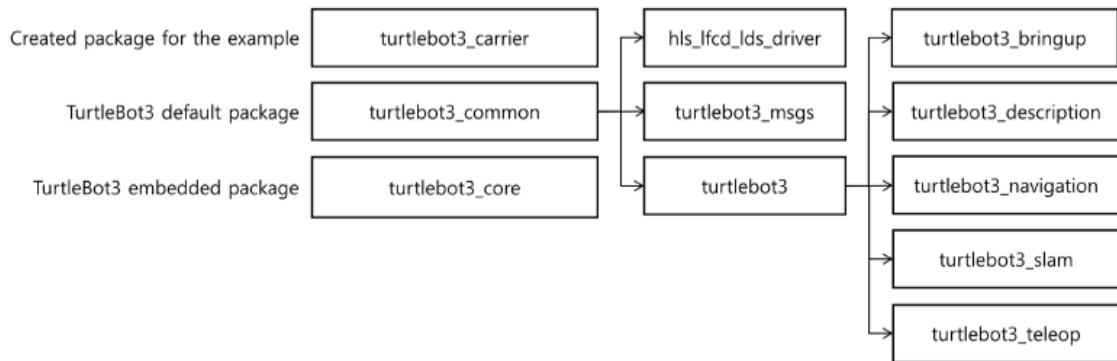 Created package for the example
turtlebot3_carrier
hls_lfcd_lds_driver
turtlebot3_bringup
TurtleBot3 default package
turtlebot3_common
turtlebot3_msgs
turtlebot3_description
TurtleBot3 embedded package
turtlebot3_core
turtlebot3
turtlebot3_navigation
turtlebot3_slam
turtlebot3_teleop